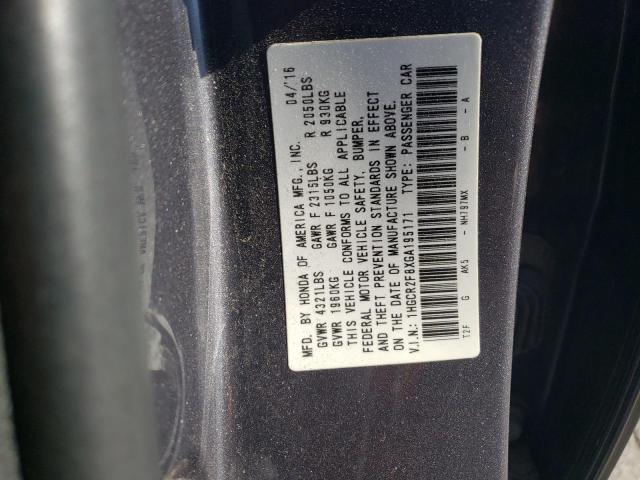 MFD. BY HONDA OF AMERICA MFG., INC. 04/'16
GVWR 4321LBS GAWR F 2315LBS R 2050LBS
GVWR 1960KG GAWR F 1050KG R 930KG
THIS VEHICLE CONFORMS TO ALL APPLICABLE
FEDERAL MOTOR VEHICLE SAFETY, BUMPER,
AND THEFT PREVENTION STANDARDS IN EFFECT
ON THE DATE OF MANUFACTURE SHOWN ABOVE.
V.I.N.: 1HGCR2F8XGA195171 TYPE: PASSENGER CAR
T2F G AK5 - NH797MX - B - A